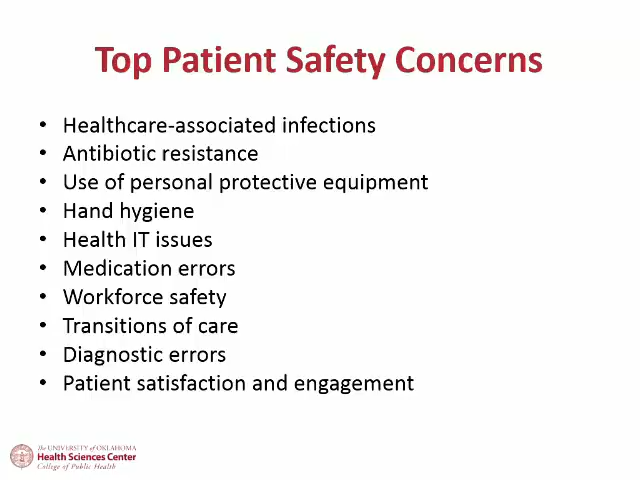 Top Patient Safety Concerns
• Healthcare-associated infections
• Antibiotic resistance
• Use of personal protective equipment
• Hand hygiene
• Health IT issues
• Medication errors
• Workforce safety
• Transitions of care
• Diagnostic errors
• Patient satisfaction and engagement
The UNIVERSITY of OKLAHOMA
Health Sciences Center
College of Public Health